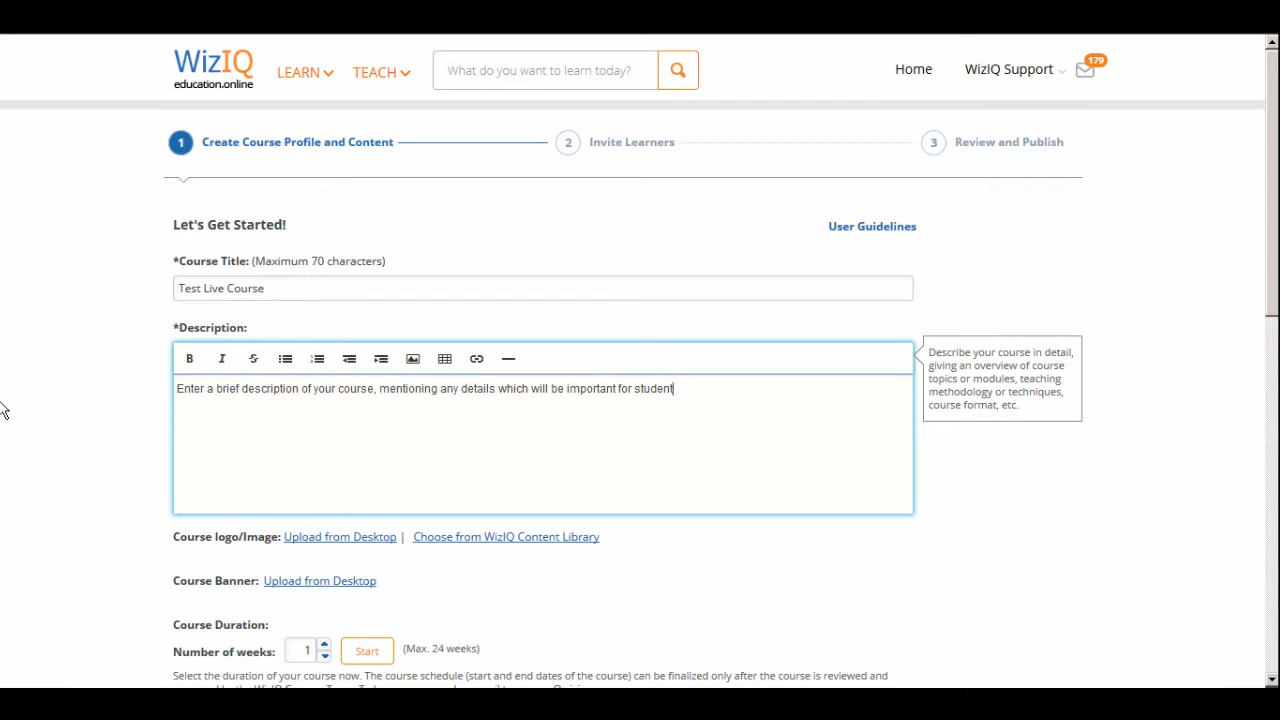 WizIQ
education.online
LEARN
TEACH
What do you want to learn today?
Home
WizIQ Support
179
1 Create Course Profile and Content
2 Invite Learners
3 Review and Publish
Let's Get Started!
User Guidelines
*Course Title: (Maximum 70 characters)
Test Live Course
*Description:
B I S
Enter a brief description of your course, mentioning any details which will be important for student
Describe your course in detail,
giving an overview of course
topics or modules, teaching
methodology or techniques,
course format, etc.
Course logo/Image: Upload from Desktop | Choose from WizIQ Content Library
Course Banner: Upload from Desktop
Course Duration:
Number of weeks: 1 Start (Max. 24 weeks)
Select the duration of your course now. The course schedule (start and end dates of the course) can be finalized only after the course is reviewed and